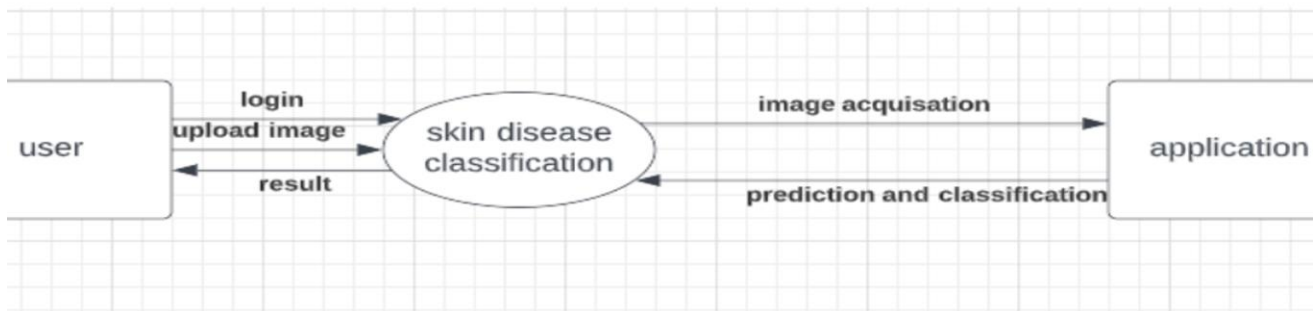 login
upload image
user
result
skin disease
classification
image acquisation
application
prediction and classification